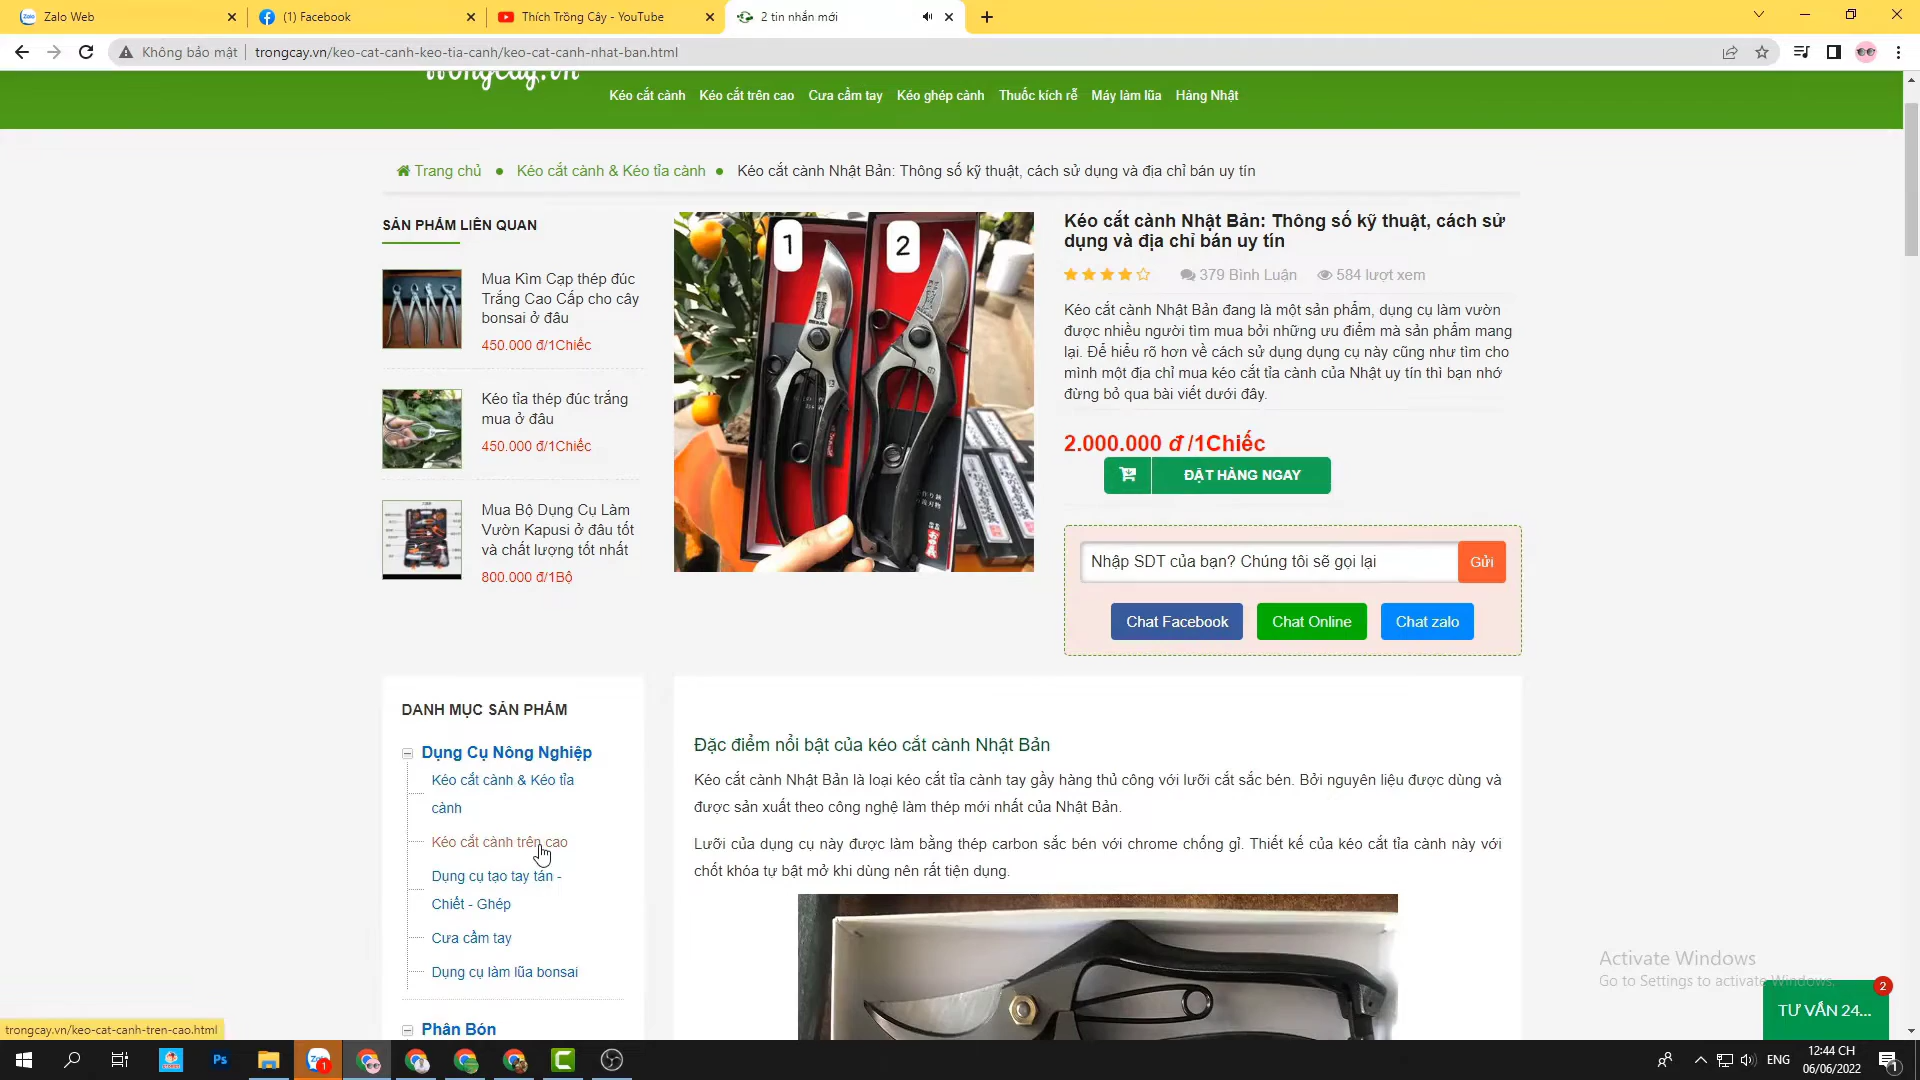 Zalo Web
(1) Facebook
Thích Trồng Cây - YouTube
2 tin nhắn mới
Không bảo mật
trongcay.vn/keo-cat-canh-keo-tia-canh/keo-cat-canh-nhat-ban.html
Trongcay.vn
Kéo cắt cành Kéo cắt trên cao Cưa cầm tay Kéo ghép cành Thuốc kích rễ Máy làm lũa Hàng Nhật
Trang chủ • Kéo cắt cành & Kéo tỉa cành • Kéo cắt cành Nhật Bản: Thông số kỹ thuật, cách sử dụng và địa chỉ bán uy tín
SẢN PHẨM LIÊN QUAN
Mua Kìm Cạp thép đúc
Trắng Cao Cấp cho cây
bonsai ở đâu
450.000 đ/1Chiếc
Kéo tỉa thép đúc trắng
mua ở đâu
450.000 đ/1Chiếc
Mua Bộ Dụng Cụ Làm
Vườn Kapusi ở đâu tốt
và chất lượng tốt nhất
800.000 đ/1Bộ
1
2
Kéo cắt cành Nhật Bản: Thông số kỹ thuật, cách sử
dụng và địa chỉ bán uy tín
379 Bình Luận 584 lượt xem
Kéo cắt cành Nhật Bản đang là một sản phẩm, dụng cụ làm vườn
được nhiều người tìm mua bởi những ưu điểm mà sản phẩm mang
lại. Để hiểu rõ hơn về cách sử dụng dụng cụ này cũng như tìm cho
mình một địa chỉ mua kéo cắt tỉa cành của Nhật uy tín thì bạn nhớ
đừng bỏ qua bài viết dưới đây.
2.000.000 đ /1Chiếc
ĐẶT HÀNG NGAY
Nhập SDT của bạn? Chúng tôi sẽ gọi lại
Gửi
Chat Facebook
Chat Online
Chat zalo
DANH MỤC SẢN PHẨM
Dụng Cụ Nông Nghiệp
Kéo cắt cành & Kéo tỉa
cành
Kéo cắt cành trên cao
Dụng cụ tạo tay tán -
Chiết - Ghép
Cưa cầm tay
Dụng cụ làm lũa bonsai
Phân Bón
Đặc điểm nổi bật của kéo cắt cành Nhật Bản
Kéo cắt cành Nhật Bản là loại kéo cắt tỉa cành tay gầy hàng thủ công với lưỡi cắt sắc bén. Bởi nguyên liệu được dùng và
được sản xuất theo công nghệ làm thép mới nhất của Nhật Bản.
Lưỡi của dụng cụ này được làm bằng thép carbon sắc bén với chrome chống gỉ. Thiết kế của kéo cắt tỉa cành này với
chốt khóa tự bật mở khi dùng nên rất tiện dụng.
Activate Windows
Go to Settings to activate Windows.
2
TƯ VẤN 24...
trongcay.vn/keo-cat-canh-tren-cao.html
Ps
Zalo
1
ENG
12:44 CH
06/06/2022
1